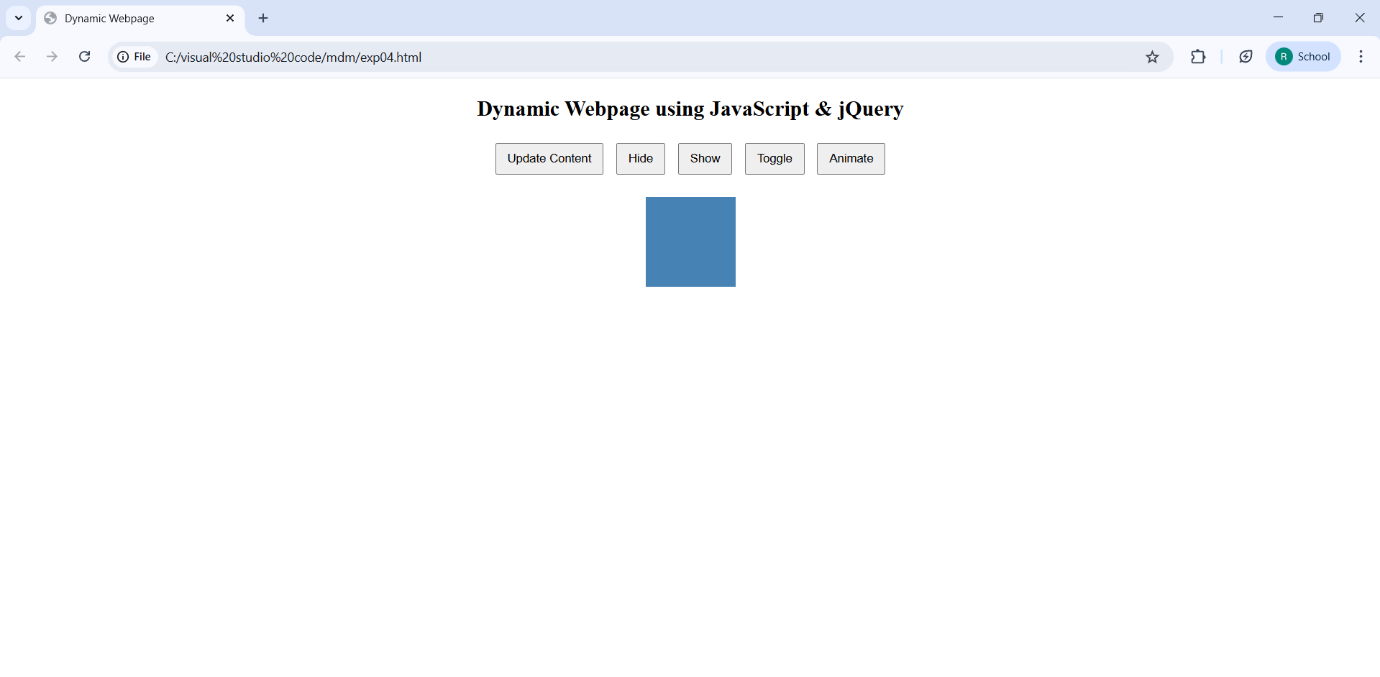 Dynamic Webpage
File C:/visual%20studio%20code/mdm/exp04.html R School
Dynamic Webpage using JavaScript & jQuery
Update Content Hide Show Toggle Animate